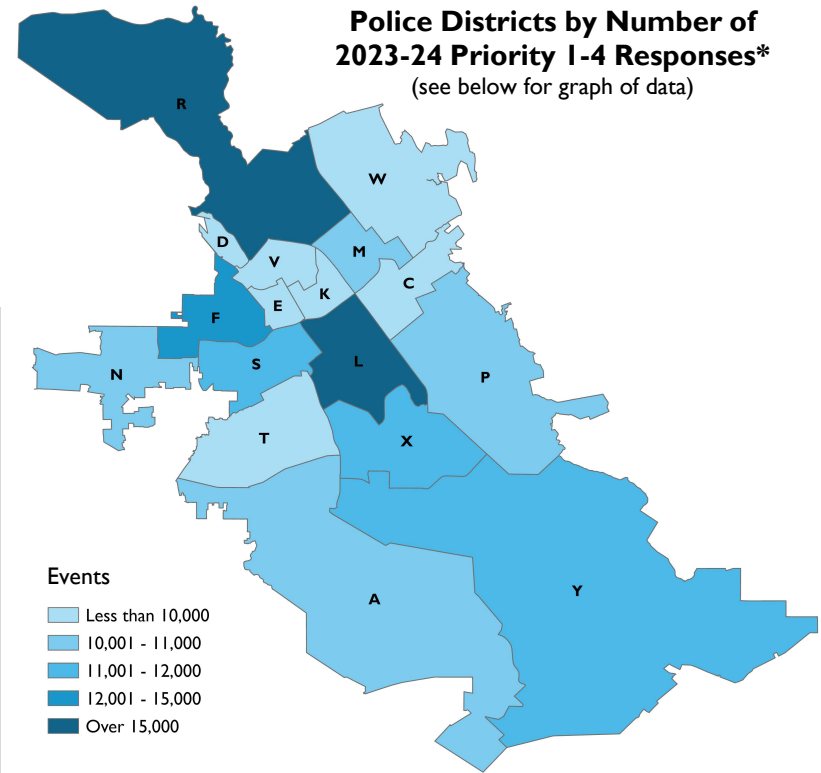 Police Districts by Number of
2023-24 Priority 1-4 Responses*
(see below for graph of data)
R
W
D
M
V
C
K
E
F
S
L
N
P
T
X
Y
A
Events
Less than 10,000
10,001 - 11,000
11,001 - 12,000
12,001 - 15,000
Over 15,000